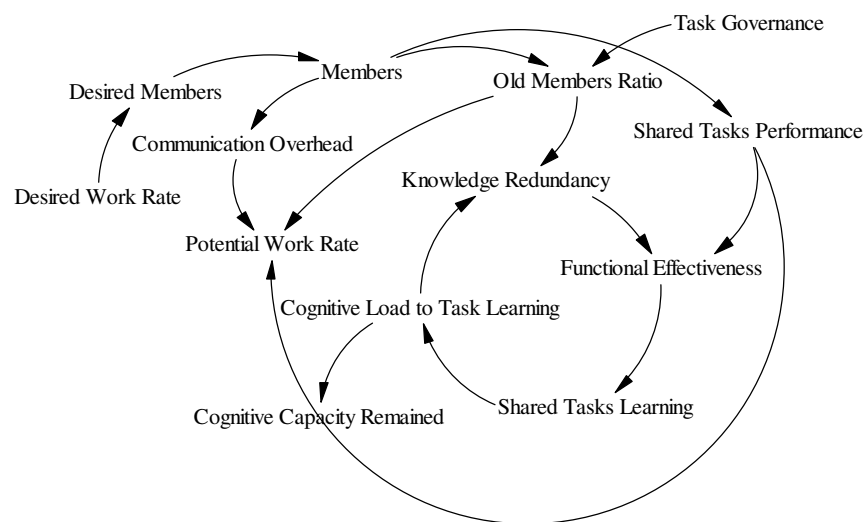 Task Governance
Members
Old Members Ratio
Desired Members
Shared Tasks Performance
Communication Overhead
Knowledge Redundancy
Desired Work Rate
Potential Work Rate
Functional Effectiveness
Cognitive Load to Task Learning
Shared Tasks Learning
Cognitive Capacity Remained